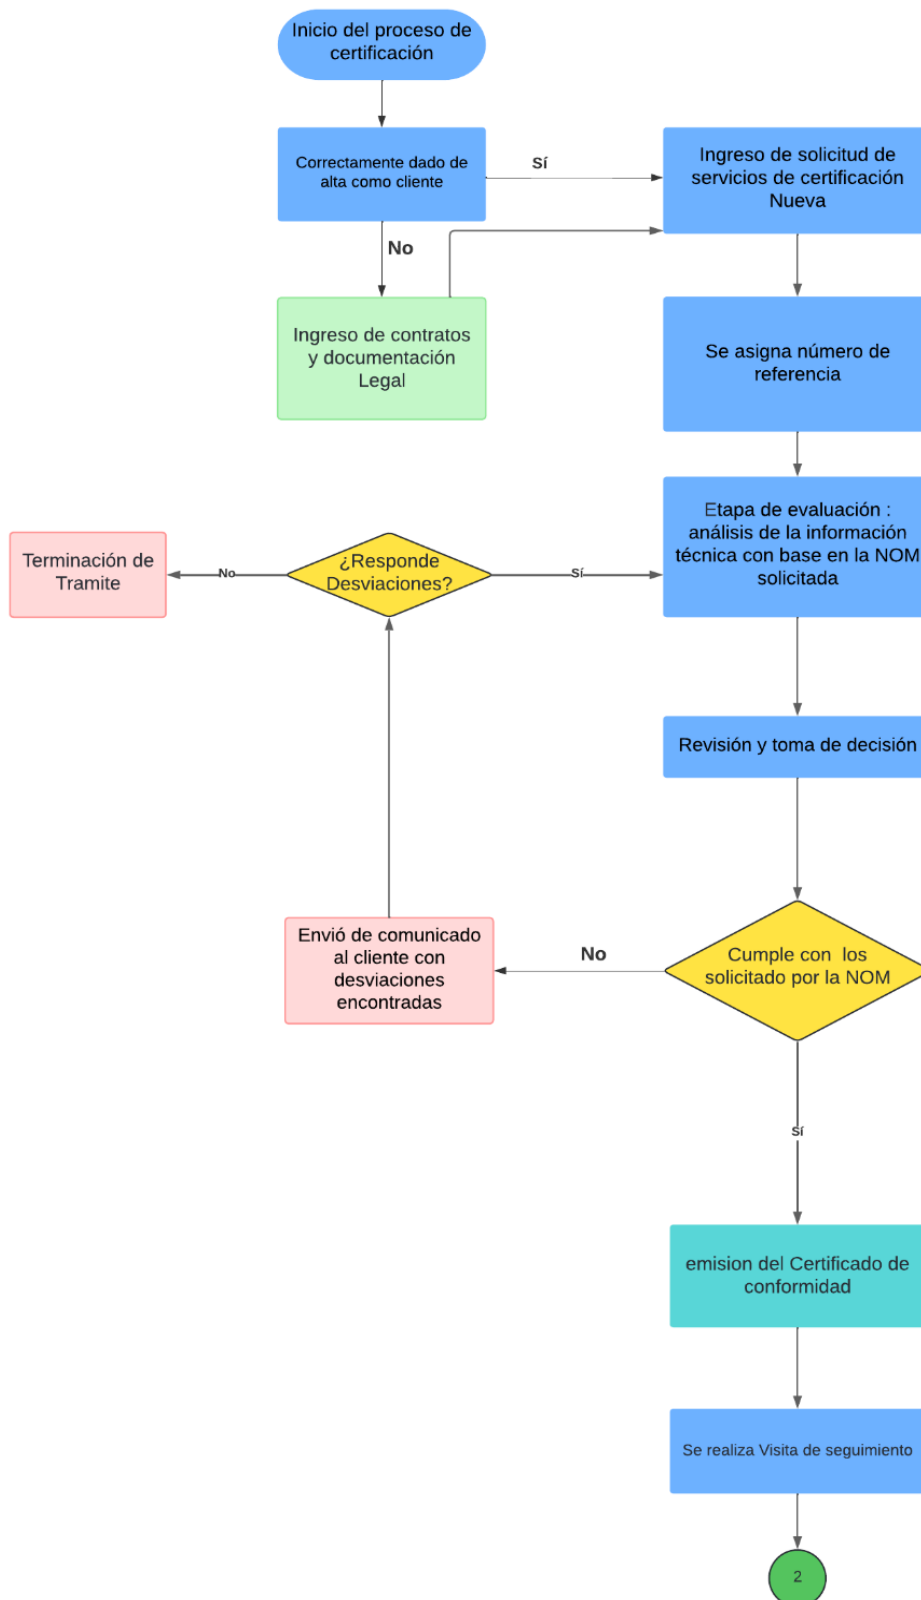 Inicio del proceso de
certificación
Correctamente dado de
alta como cliente
Sí
Ingreso de solicitud de
servicios de certificación
Nueva
No
Ingreso de contratos
y documentación
Legal
Se asigna número de
referencia
Etapa de evaluación :
análisis de la información
técnica con base en la NOM
solicitada
¿Responde
Desviaciones?
No
Sí
Terminación de
Tramite
Revisión y toma de decisión
Cumple con los
solicitado por la NOM
No
Envió de comunicado
al cliente con
desviaciones
encontradas
Sí
emision del Certificado de
conformidad
Se realiza Visita de seguimiento
2